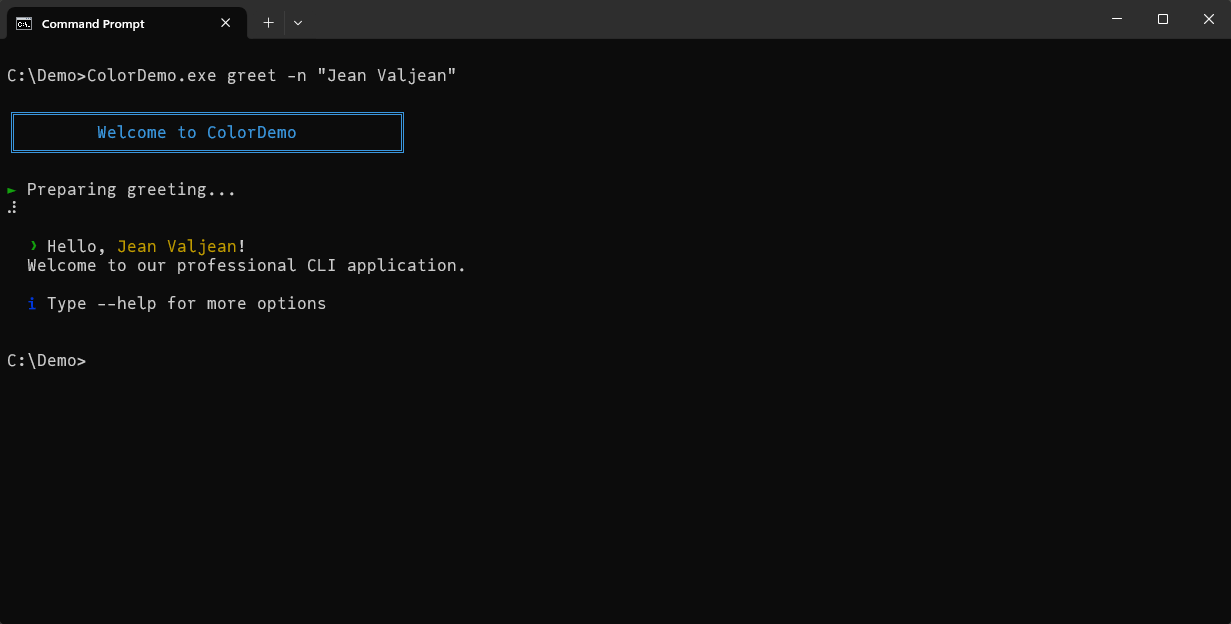 Command Prompt
C:\Demo>ColorDemo.exe greet -n "Jean Valjean"
Welcome to ColorDemo
► Preparing greeting...
⠼
❯ Hello, Jean Valjean!
Welcome to our professional CLI application.
i Type --help for more options
C:\Demo>